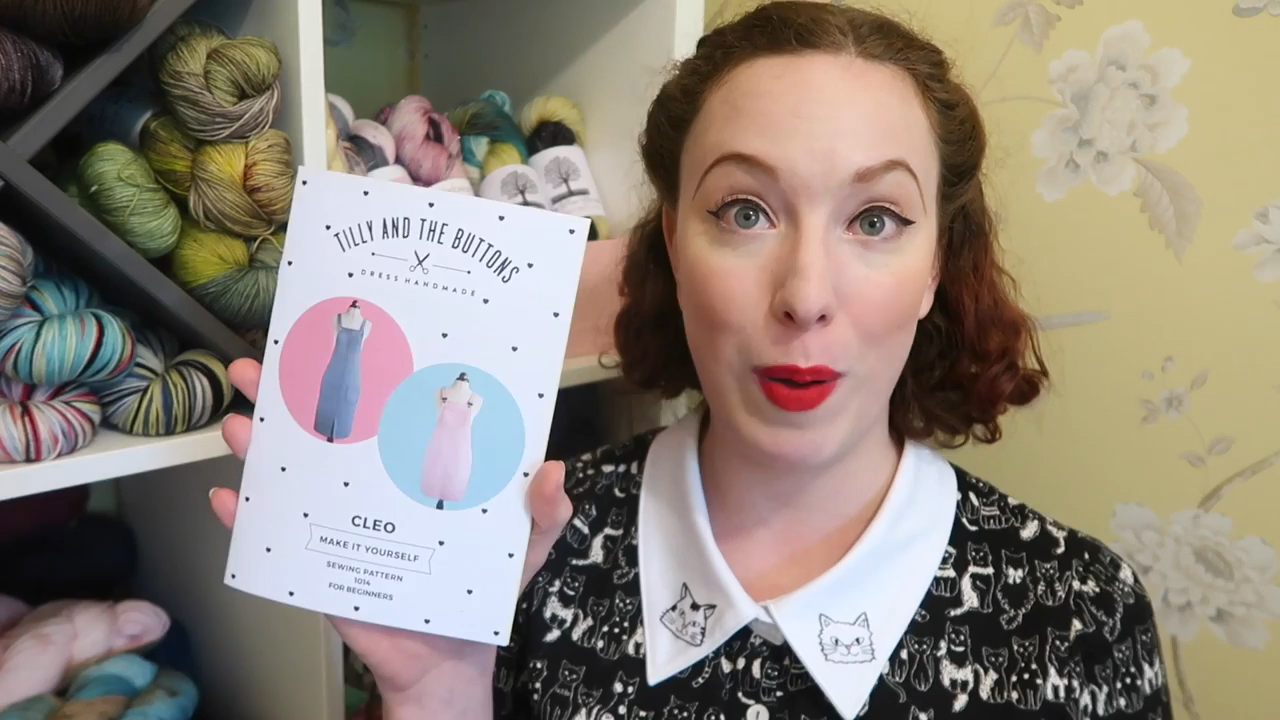 TILLY AND THE BUTTONS
DRESS HANDMADE
CLEO
MAKE IT YOURSELF
SEWING PATTERN
1014
FOR BEGINNERS